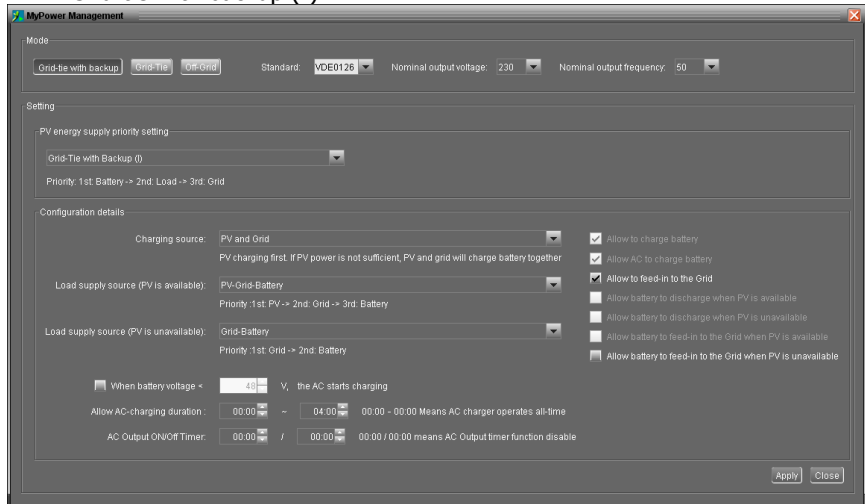 MyPower Management
Mode
Grid-tie with backup Grid-Tie Off-Grid Standard: VDE0126 Nominal output voltage: 230 Nominal output frequency: 50
Setting
PV energy supply priority setting
Grid-Tie with Backup (I)
Priority: 1st: Battery -> 2nd: Load -> 3rd: Grid
Configuration details
Charging source: PV and Grid
PV charging first. If PV power is not sufficient, PV and grid will charge battery together
Load supply source (PV is available): PV-Grid-Battery
Priority :1st: PV-> 2nd: Grid -> 3rd: Battery
Load supply source (PV is unavailable): Grid-Battery
Priority :1st: Grid -> 2nd: Battery
Allow to charge battery
Allow AC to charge battery
Allow to feed-in to the Grid
Allow battery to discharge when PV is available
Allow battery to discharge when PV is unavailable
Allow battery to feed-in to the Grid when PV is available
Allow battery to feed-in to the Grid when PV is unavailable
When battery voltage < 48 V, the AC starts charging
Allow AC-charging duration : 00:00 ~ 04:00 00:00 - 00:00 Means AC charger operates all-time
AC Output ON/Off Timer: 00:00 / 00:00 00:00 / 00:00 means AC Output timer function disable
Apply Close